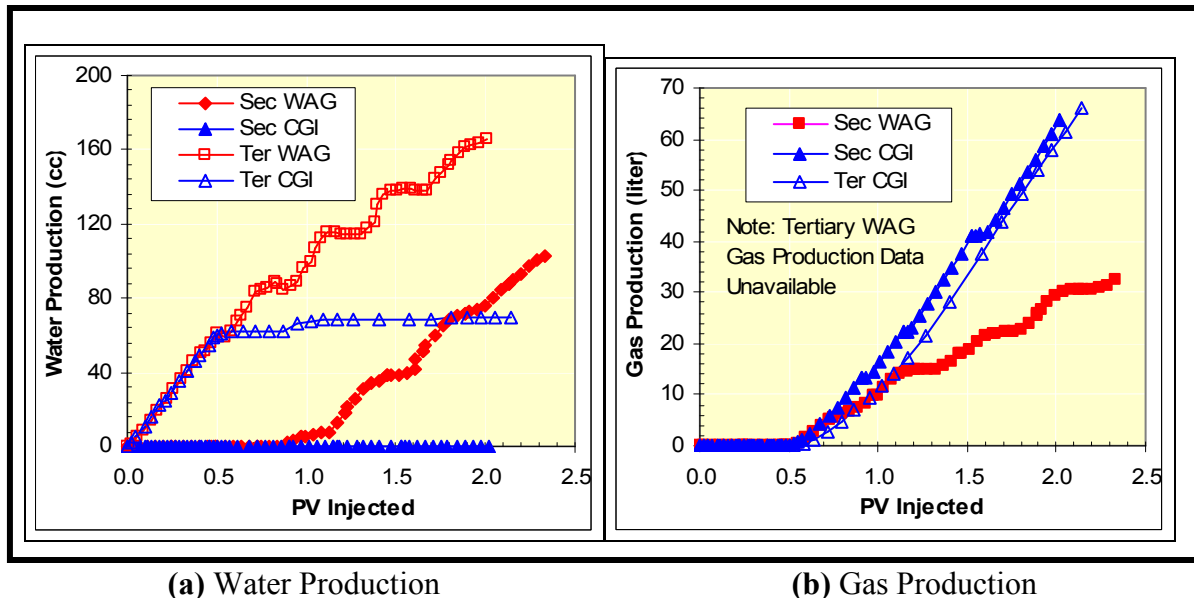 200
160
120
80
40
0
Water Production (cc)
Sec WAG
Sec CGI
Ter WAG
Ter CGI
0.0 0.5 1.0 1.5 2.0 2.5
PV Injected
70
60
50
40
30
20
10
0
Gas Production (liter)
Sec WAG
Sec CGI
Ter CGI
Note: Tertiary WAG
Gas Production Data
Unavailable
0.0 0.5 1.0 1.5 2.0 2.5
PV Injected
(a) Water Production
(b) Gas Production